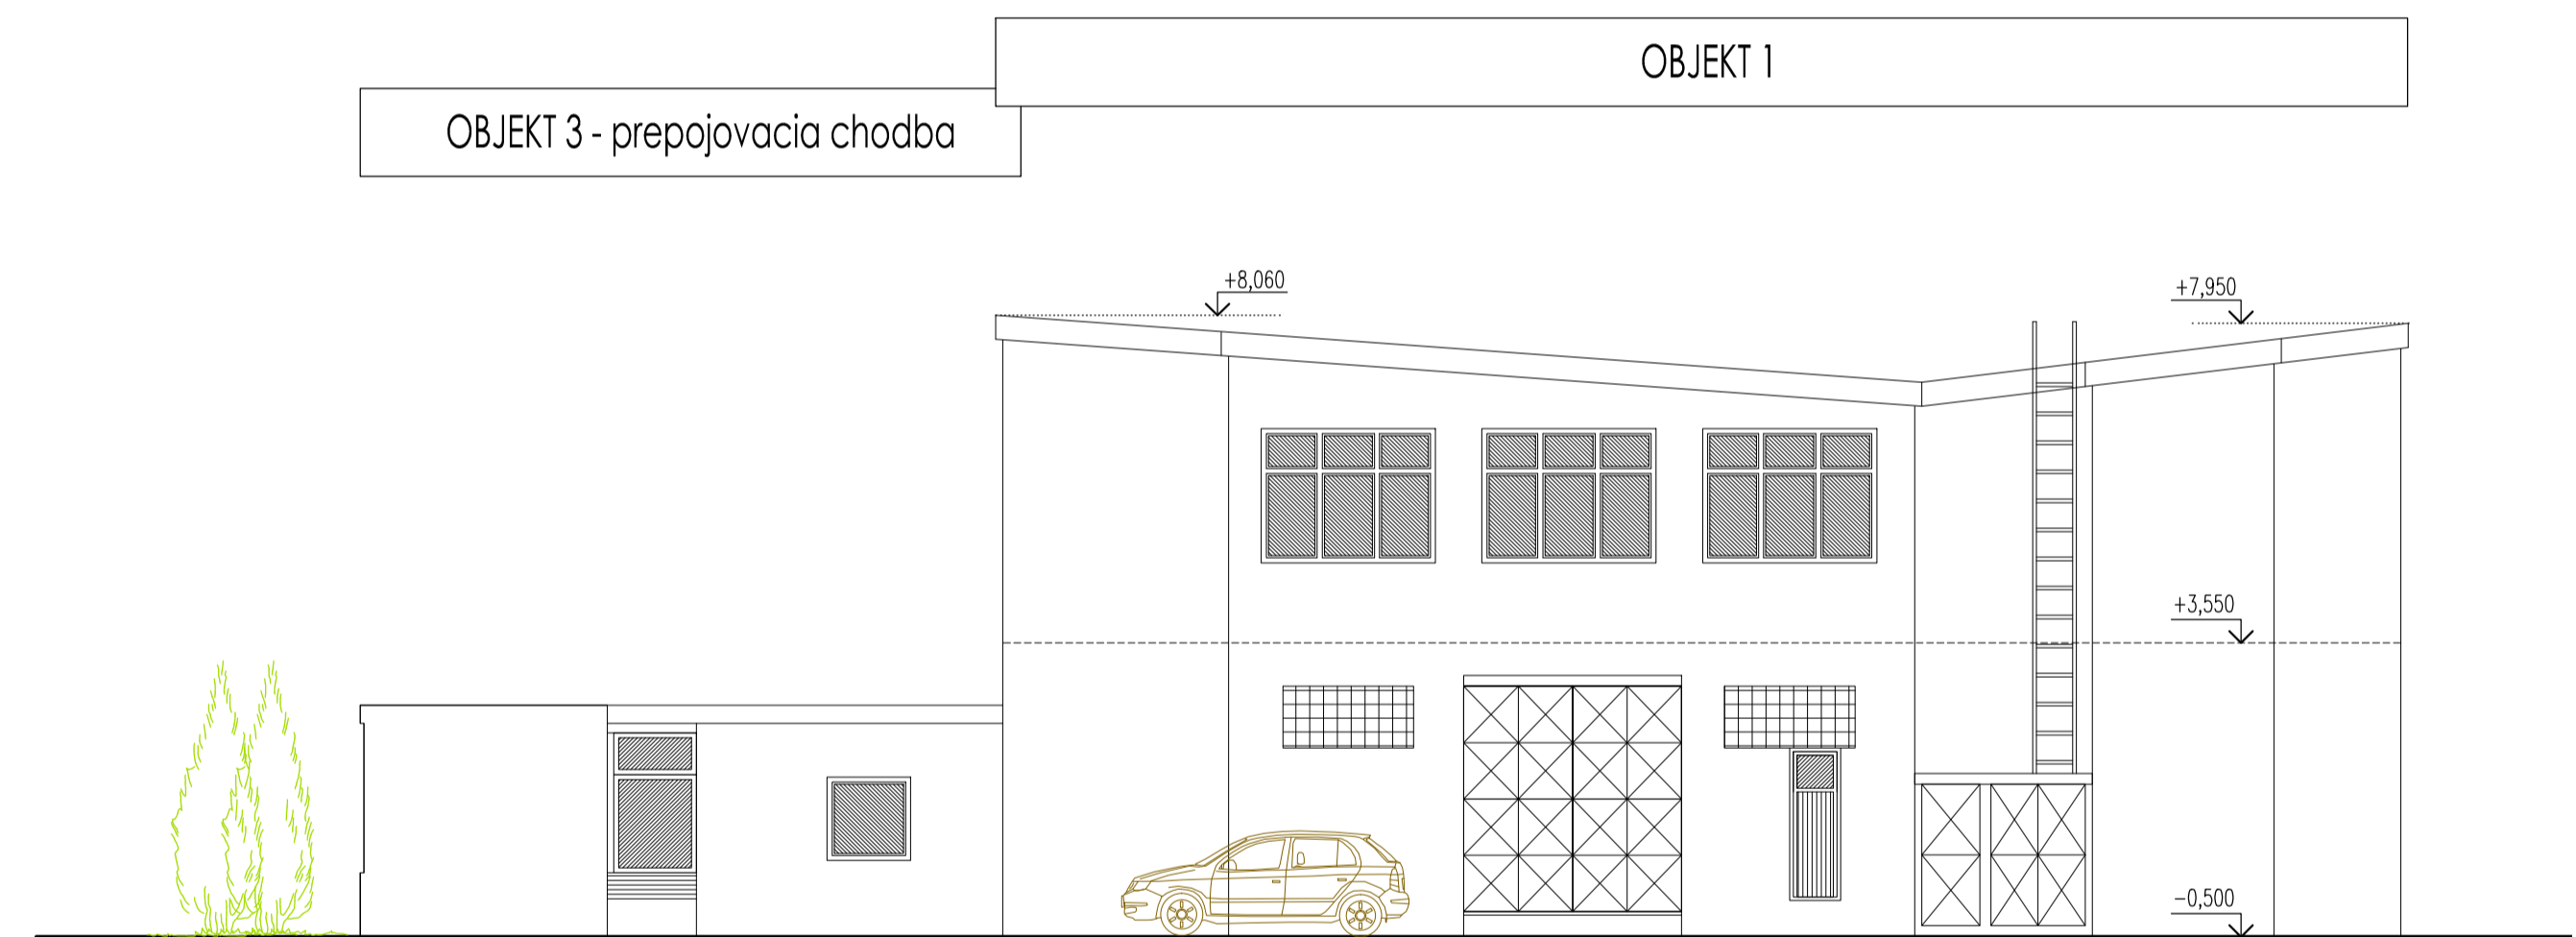 OBJEKT 1
OBJEKT 3 - prepojovacia chodba
+8,060
+7,950
+3,550
-0,500